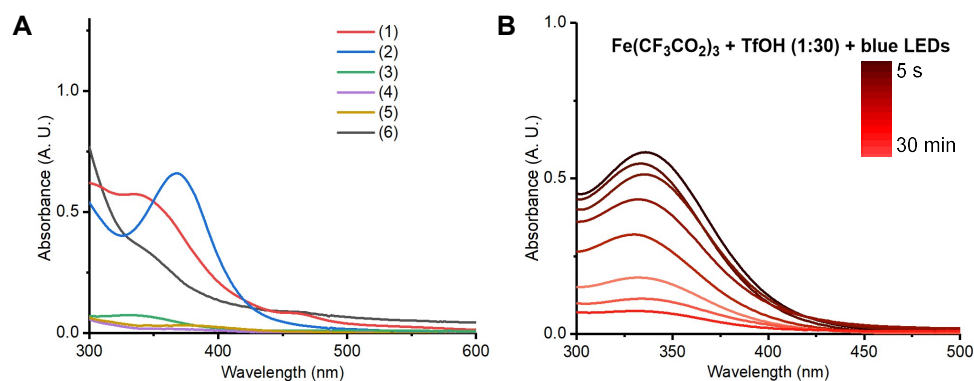 A
(1)
(2)
(3)
(4)
(5)
(6)
1.0
0.5
0.0
300
400
500
600
Absorbance (A. U.)
Wavelength (nm)
B
Fe(CF₃CO₂)₃ + TfOH (1:30) + blue LEDs
5 s
30 min
1.0
0.5
0.0
300
350
400
450
500
Absorbance (A. U.)
Wavelength (nm)